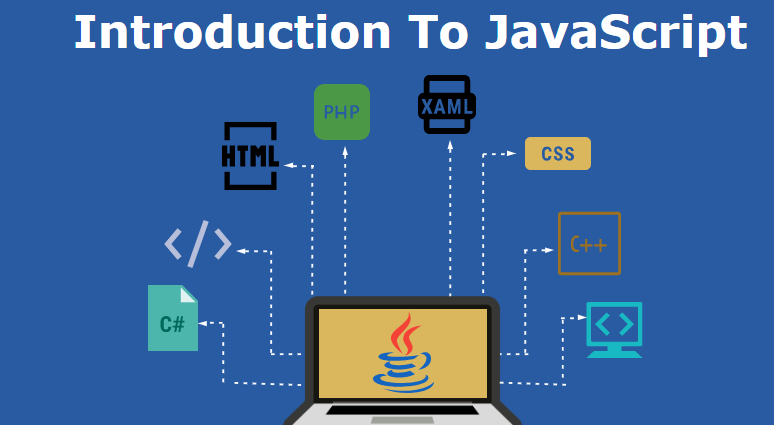 Introduction To JavaScript
PHP
XAML
HTML
CSS
</>
C++
C#
<>